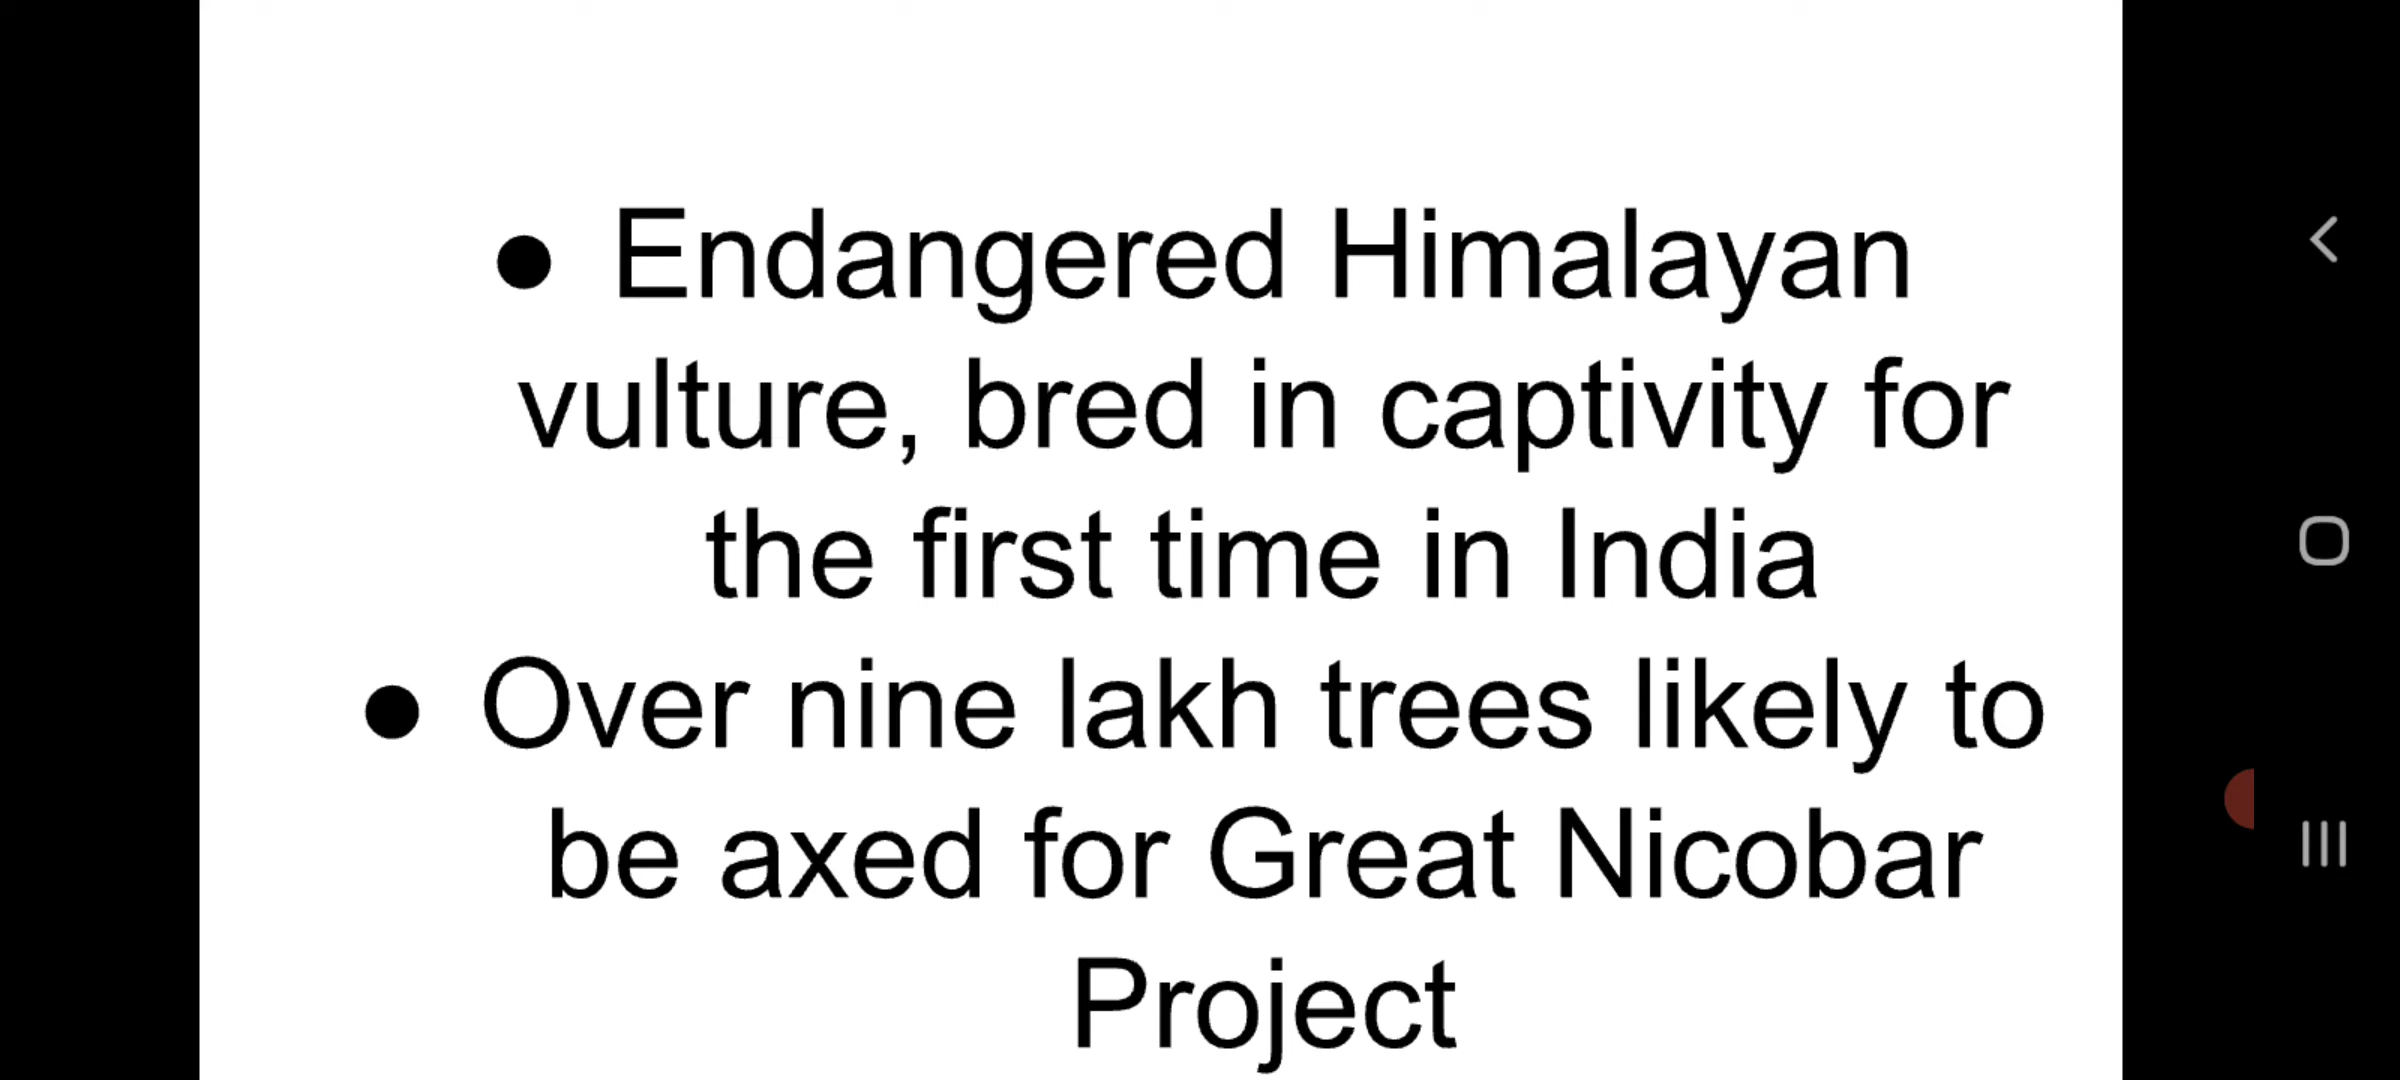 ● Endangered Himalayan
vulture, bred in captivity for
the first time in India
● Over nine lakh trees likely to
be axed for Great Nicobar
Project